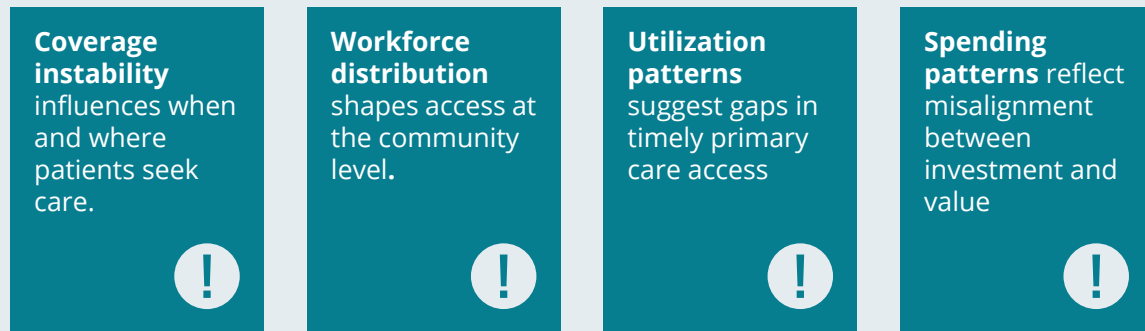 Coverage
instability
influences when
and where
patients seek
care.
!
Workforce
distribution
shapes access at
the community
level.
!
Utilization
patterns
suggest gaps in
timely primary
care access
!
Spending
patterns reflect
misalignment
between
investment and
value
!